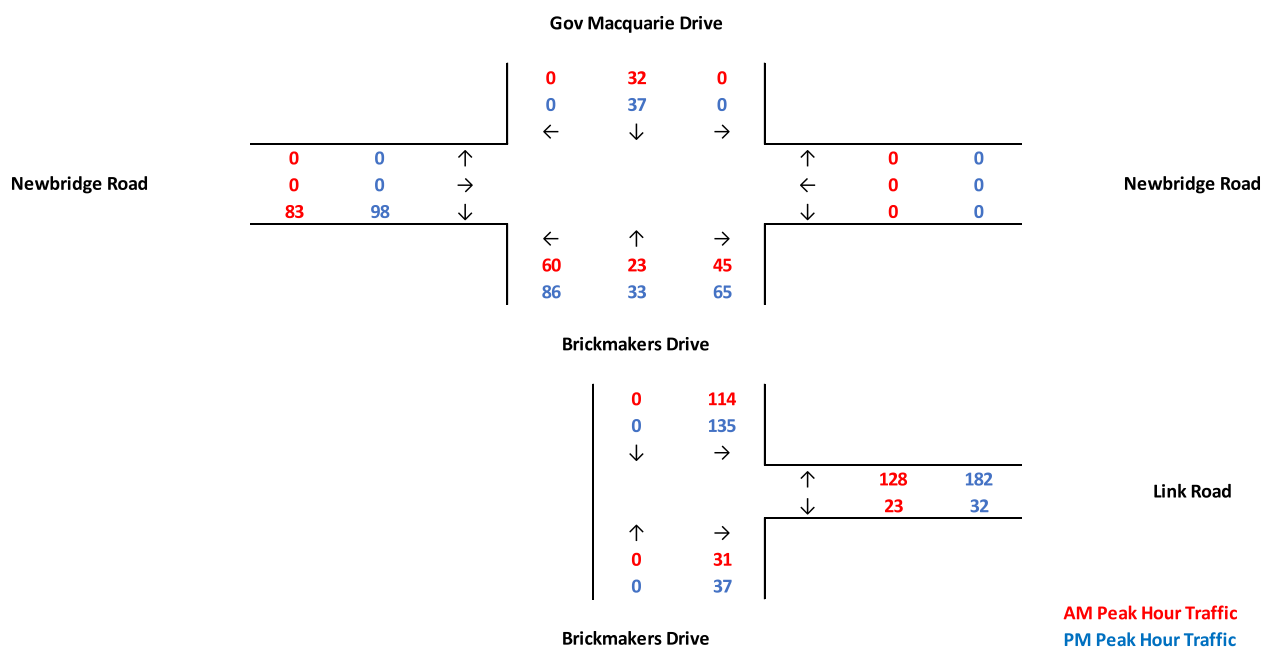 Gov Macquarie Drive
0 32 0
0 37 0
← ↓ →
0 0 ↑ ↑ 0 0
Newbridge Road 0 0 → ← 0 0 Newbridge Road
83 98 ↓ ↓ 0 0
← ↑ →
60 23 45
86 33 65
Brickmakers Drive
0 114
0 135
↓ →
↑ 128 182
Link Road
↓ 23 32
↑ →
0 31
0 37
AM Peak Hour Traffic
Brickmakers Drive
PM Peak Hour Traffic